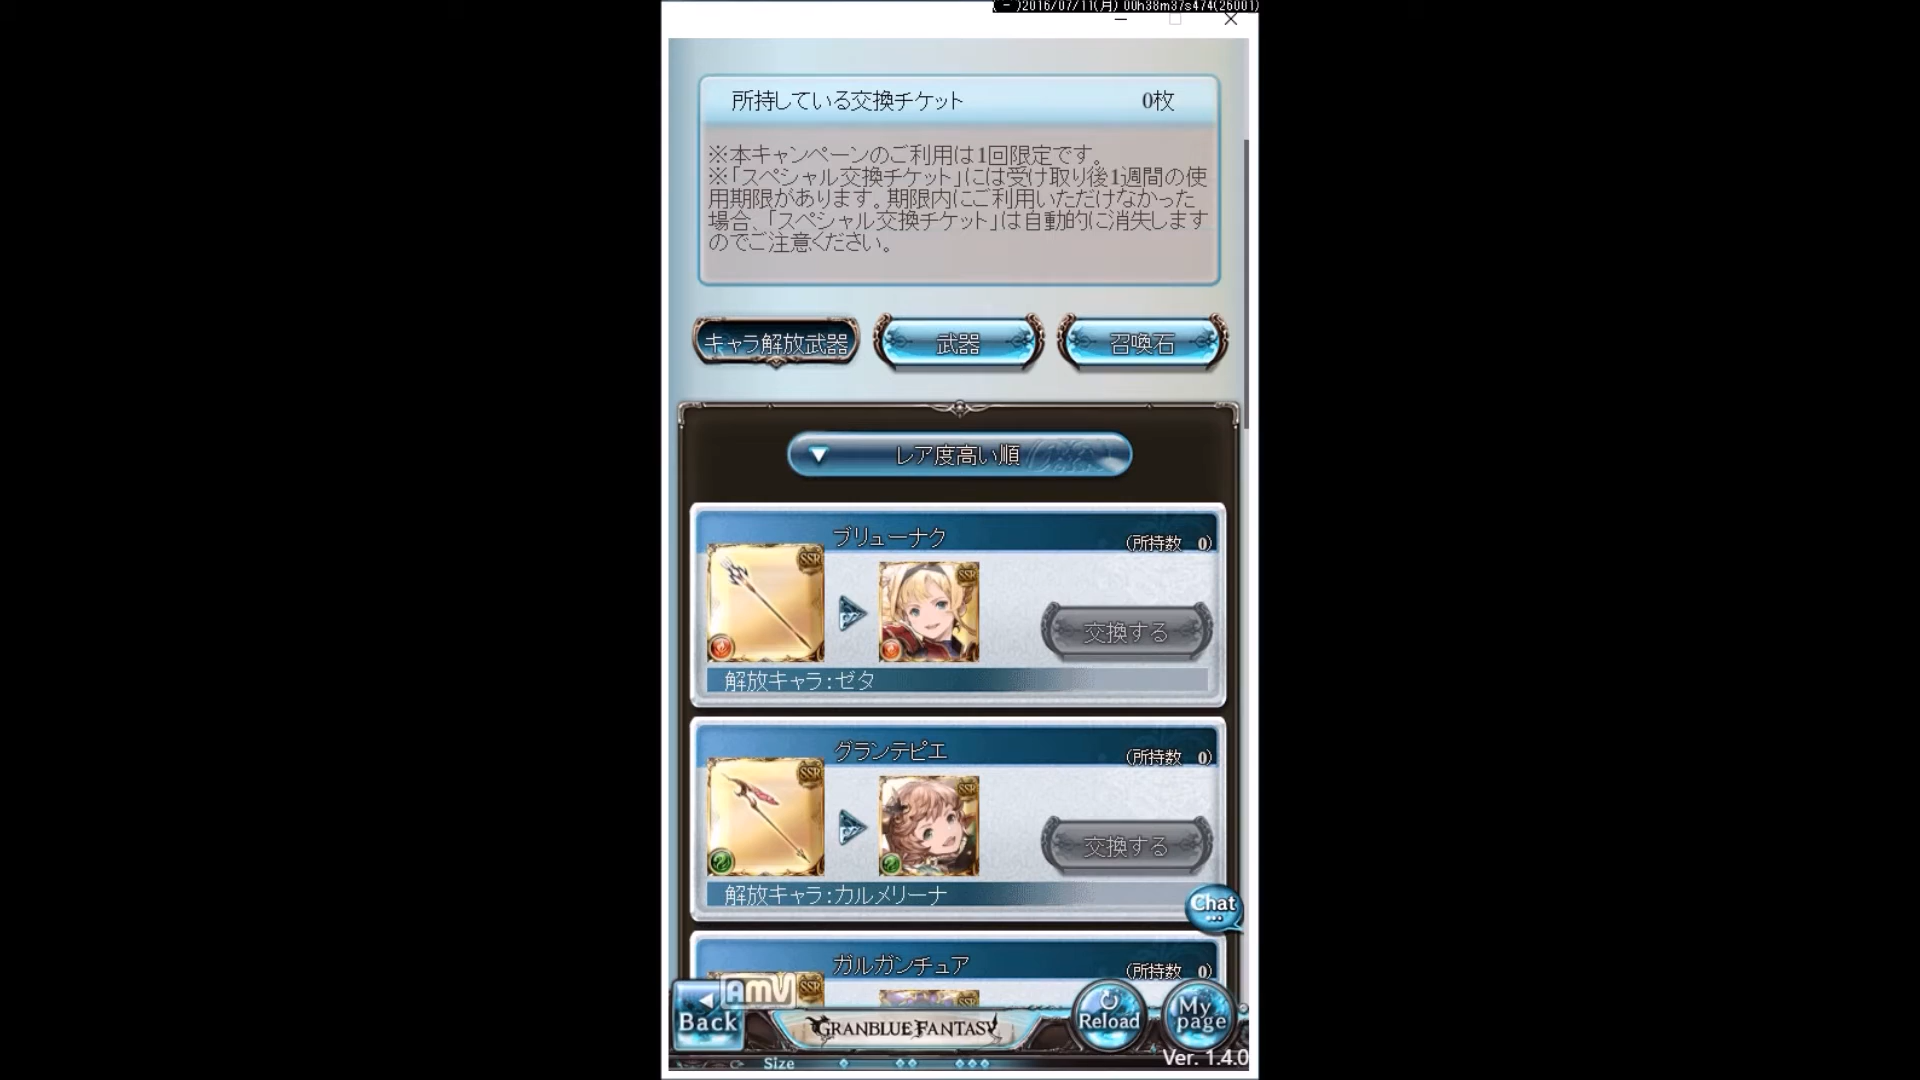 (-)2016/07/11(月) 00h38m37s474(26001)
所持している交換チケット 0枚
※本キャンペーンのご利用は1回限定です。
※「スペシャル交換チケット」には受け取り後1週間の使
用期限があります。期限内にご利用いただけなかった
場合、「スペシャル交換チケット」は自動的に消失します
のでご注意ください。
キャラ解放武器 武器 召喚石
レア度高い順
ブリューナク (所持数 0)
SSR SSR
交換する
解放キャラ:ゼタ
グランテピエ (所持数 0)
SSR SSR
交換する
解放キャラ:カルメリーナ
Chat
ガルガンチュア (所持数 0)
AMV SSR SSR
Back GRANBLUE FANTASY Reload My page
Ver. 1.4.0
Size